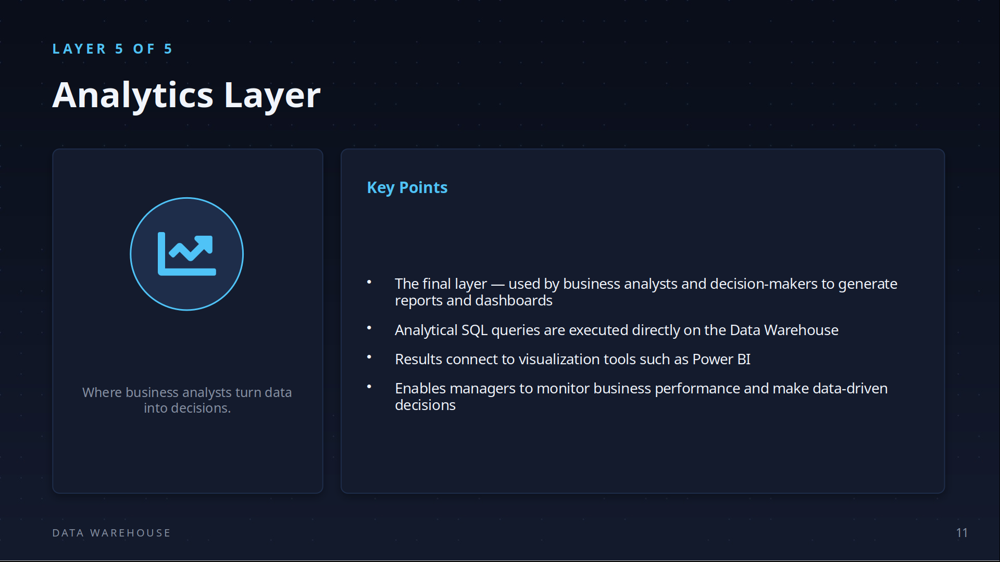 LAYER 5 OF 5
Analytics Layer
Where business analysts turn data
into decisions.
Key Points
• The final layer — used by business analysts and decision-makers to generate
reports and dashboards
• Analytical SQL queries are executed directly on the Data Warehouse
• Results connect to visualization tools such as Power BI
• Enables managers to monitor business performance and make data-driven
decisions
DATA WAREHOUSE
11